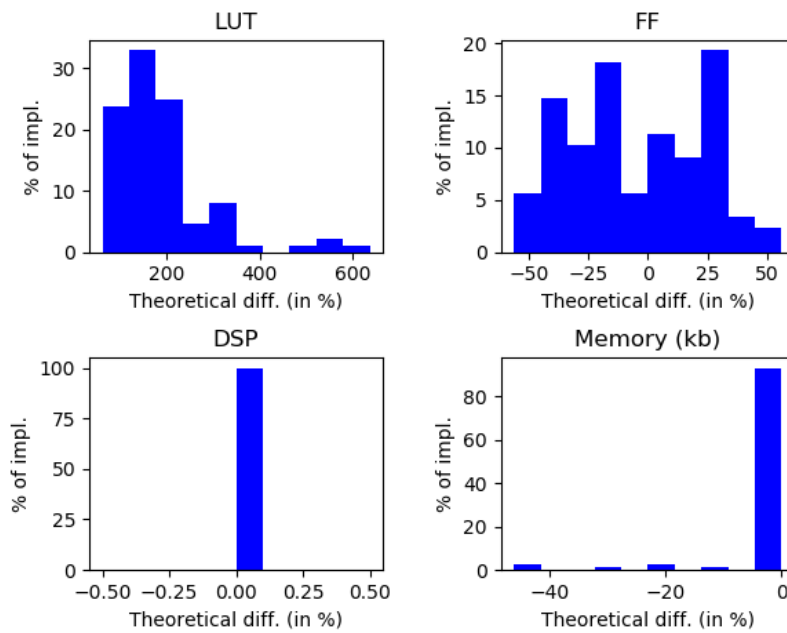 LUT
30
20
10
0
% of impl.
200 400 600
Theoretical diff. (in %)
FF
20
15
10
5
0
% of impl.
−50 −25 0 25 50
Theoretical diff. (in %)
DSP
100
75
50
25
0
% of impl.
−0.50 −0.25 0.00 0.25 0.50
Theoretical diff. (in %)
Memory (kb)
80
60
40
20
0
% of impl.
−40 −20 0
Theoretical diff. (in %)